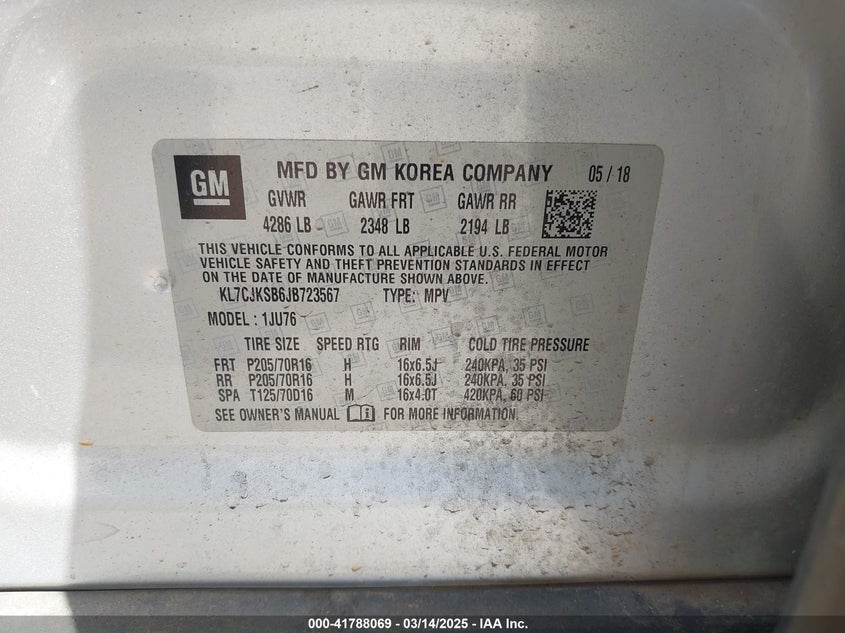 GM MFD BY GM KOREA COMPANY 05 / 18
GVWR GAWR FRT GAWR RR
4286 LB 2348 LB 2194 LB
THIS VEHICLE CONFORMS TO ALL APPLICABLE U.S. FEDERAL MOTOR
VEHICLE SAFETY AND THEFT PREVENTION STANDARDS IN EFFECT
ON THE DATE OF MANUFACTURE SHOWN ABOVE.
KL7CJKSB6JB723567 TYPE: MPV
MODEL : 1JU76
TIRE SIZE SPEED RTG RIM COLD TIRE PRESSURE
FRT P205/70R16 H 16x6.5J 240KPA, 35 PSI
RR P205/70R16 H 16x6.5J 240KPA, 35 PSI
SPA T125/70D16 M 16x4.0T 420KPA, 60 PSI
SEE OWNER'S MANUAL FOR MORE INFORMATION.
000-41788069 — 03/14/2025 — IAA Inc.